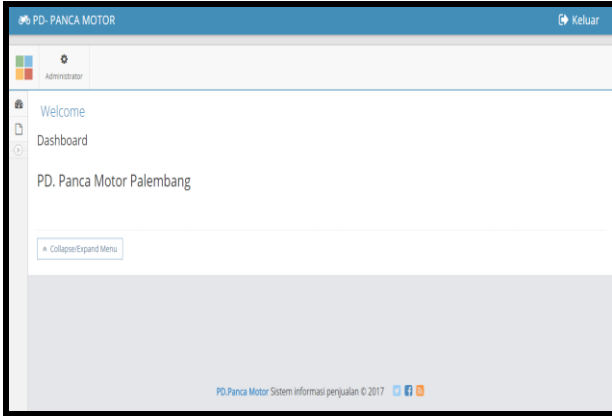 PD- PANCA MOTOR
Keluar
Administrator
Welcome
Dashboard
PD. Panca Motor Palembang
Collapse/Expand Menu
PD.Panca Motor Sistem informasi penjualan © 2017